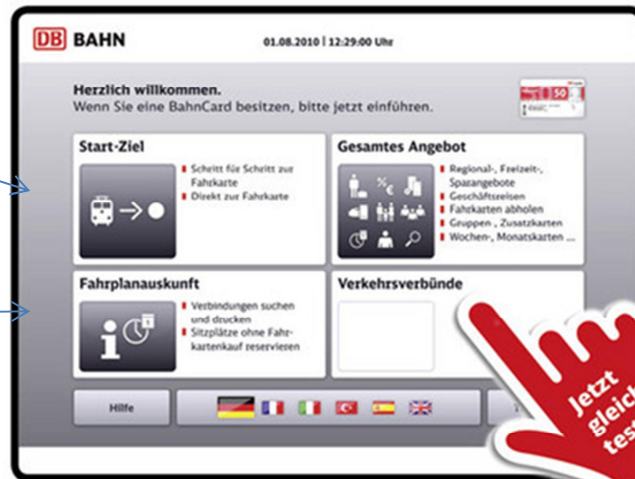 DB BAHN
01.08.2010 | 12:29:00 Uhr
Herzlich willkommen.
Wenn Sie eine BahnCard besitzen, bitte jetzt einführen.
50
Start-Ziel
Schritt für Schritt zur
Fahrkarte
Direkt zur Fahrkarte
Gesamtes Angebot
Regional-, Freizeit-,
Sparangebote
Geschäftsreisen
Fahrkarten abholen
Gruppen , Zusatzkarten
Wochen-, Monatskarten ...
Fahrplanauskunft
Verbindungen suchen
und drucken
Sitzplätze ohne Fahr-
kartenkauf reservieren
Verkehrsverbünde
Hilfe
Jetzt
gleich
test